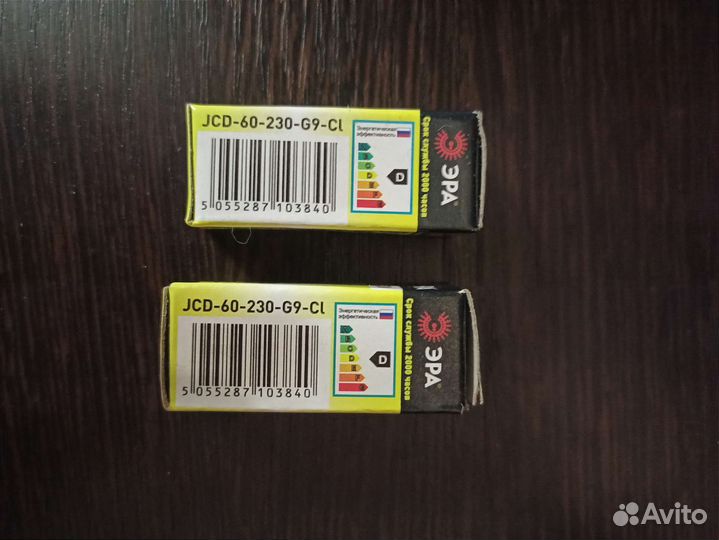 JCD-60-230-G9-Cl
Энергетическая
эффективность
D
5 055287 103840
Срок службы 2000 часов
ЭРА
JCD-60-230-G9-Cl
Энергетическая
эффективность
D
5 055287 103840
Срок службы 2000 часов
ЭРА
Avito